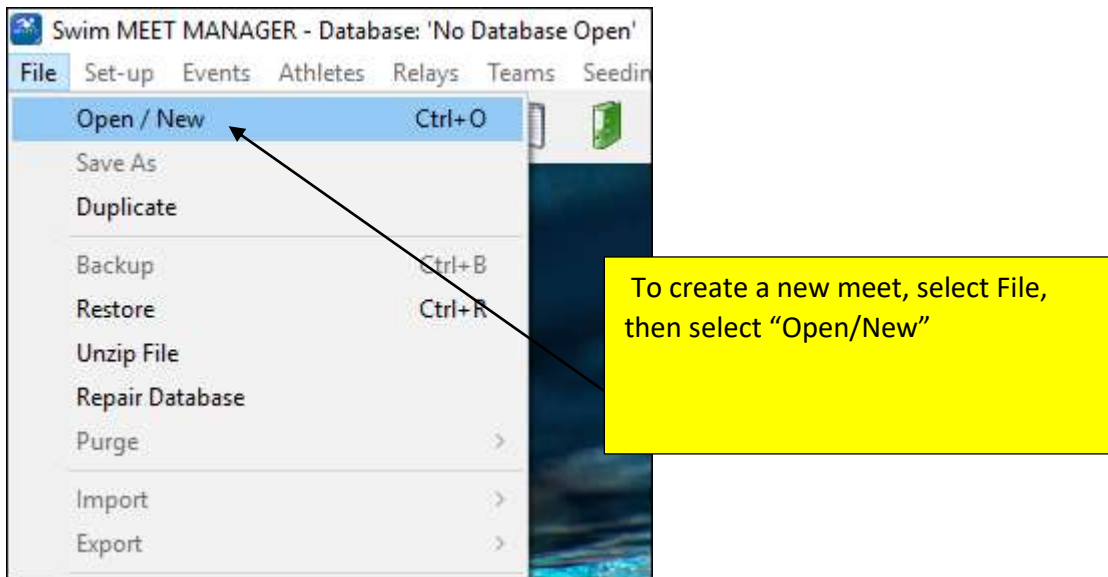 Swim MEET MANAGER - Database: 'No Database Open'
File Set-up Events Athletes Relays Teams Seedin
Open / New Ctrl+O
Save As
Duplicate
Backup Ctrl+B
Restore Ctrl+R
Unzip File
Repair Database
Purge >
Import >
Export >
To create a new meet, select File,
then select “Open/New”